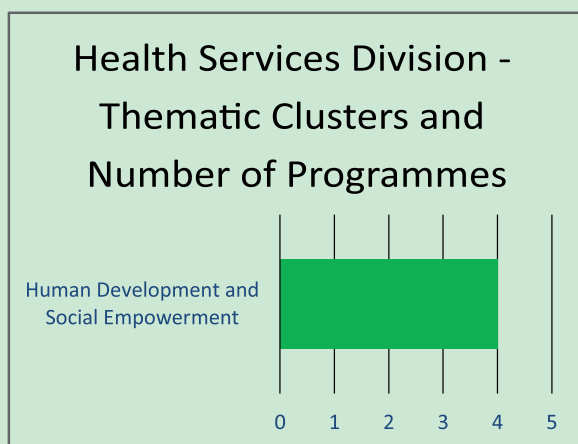 Health Services Division -
Thematic Clusters and
Number of Programmes
Human Development and
Social Empowerment
0 1 2 3 4 5